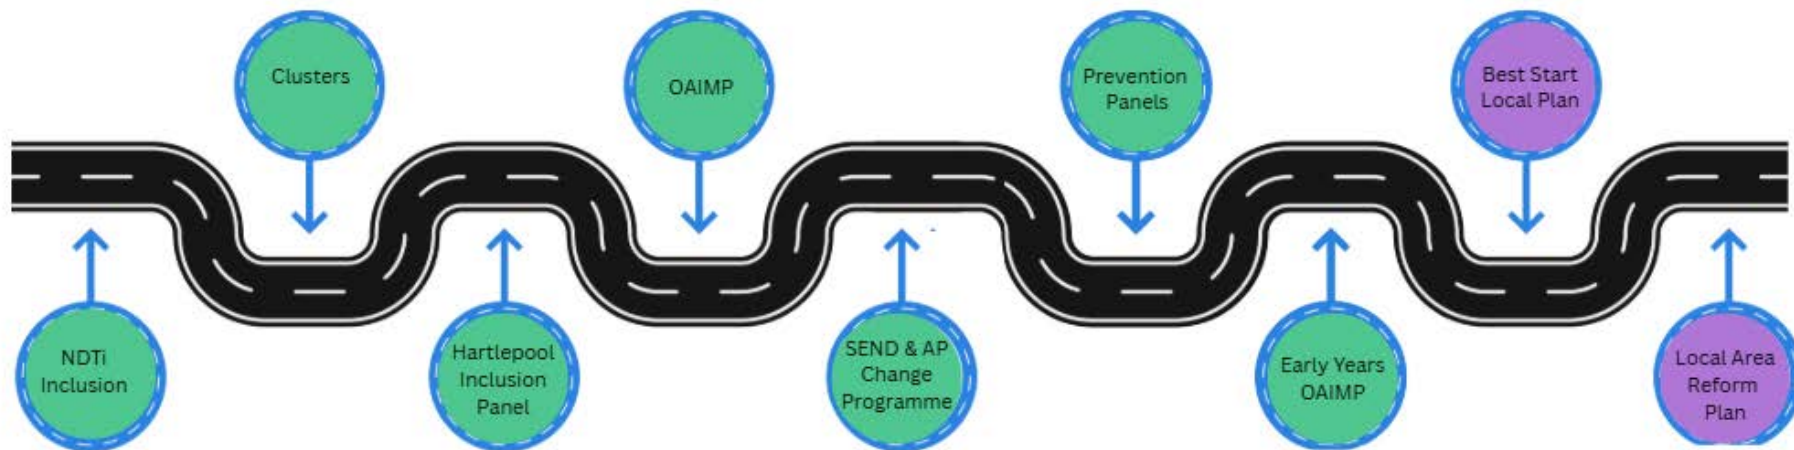 NDTi
Inclusion
Clusters
Hartlepool
Inclusion
Panel
OAIMP
SEND & AP
Change
Programme
Prevention
Panels
Early Years
OAIMP
Best Start
Local Plan
Local Area
Reform
Plan